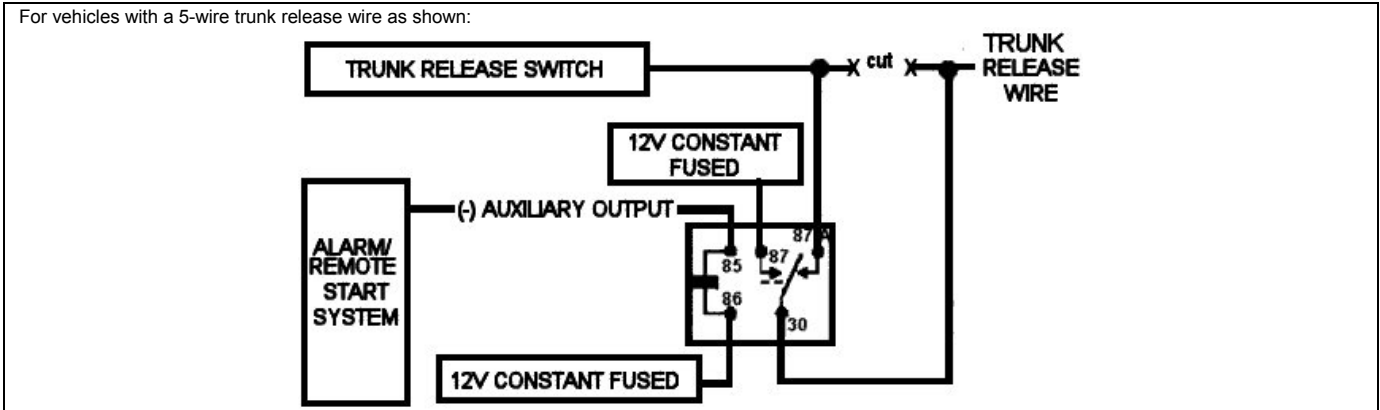 For vehicles with a 5-wire trunk release wire as shown:
TRUNK RELEASE SWITCH
cut
TRUNK
RELEASE
WIRE
12V CONSTANT
FUSED
(-) AUXILIARY OUTPUT
ALARM/
REMOTE
START
SYSTEM
85
87
87A
86
30
12V CONSTANT FUSED